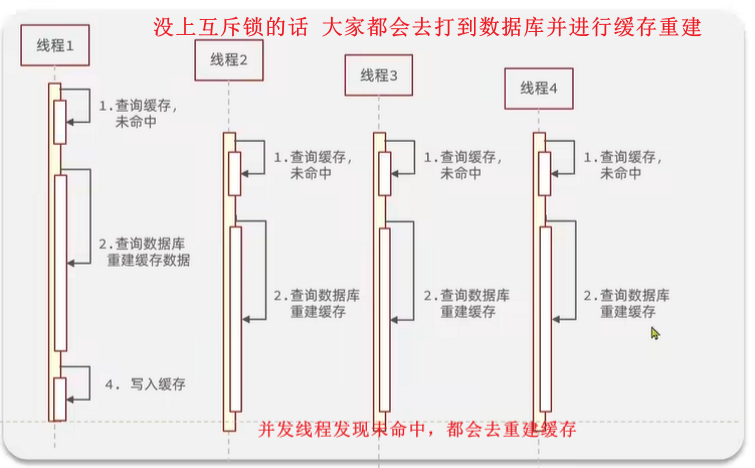 没上互斥锁的话 大家都会去打到数据库并进行缓存重建
线程1
线程2
线程3
线程4
1.查询缓存,
未命中
1.查询缓存,
未命中
1.查询缓存,
未命中
1.查询缓存,
未命中
2.查询数据库
重建缓存数据
2.查询数据库
重建缓存
2.查询数据库
重建缓存
2.查询数据库
重建缓存
4. 写入缓存
并发线程发现未命中，都会去重建缓存